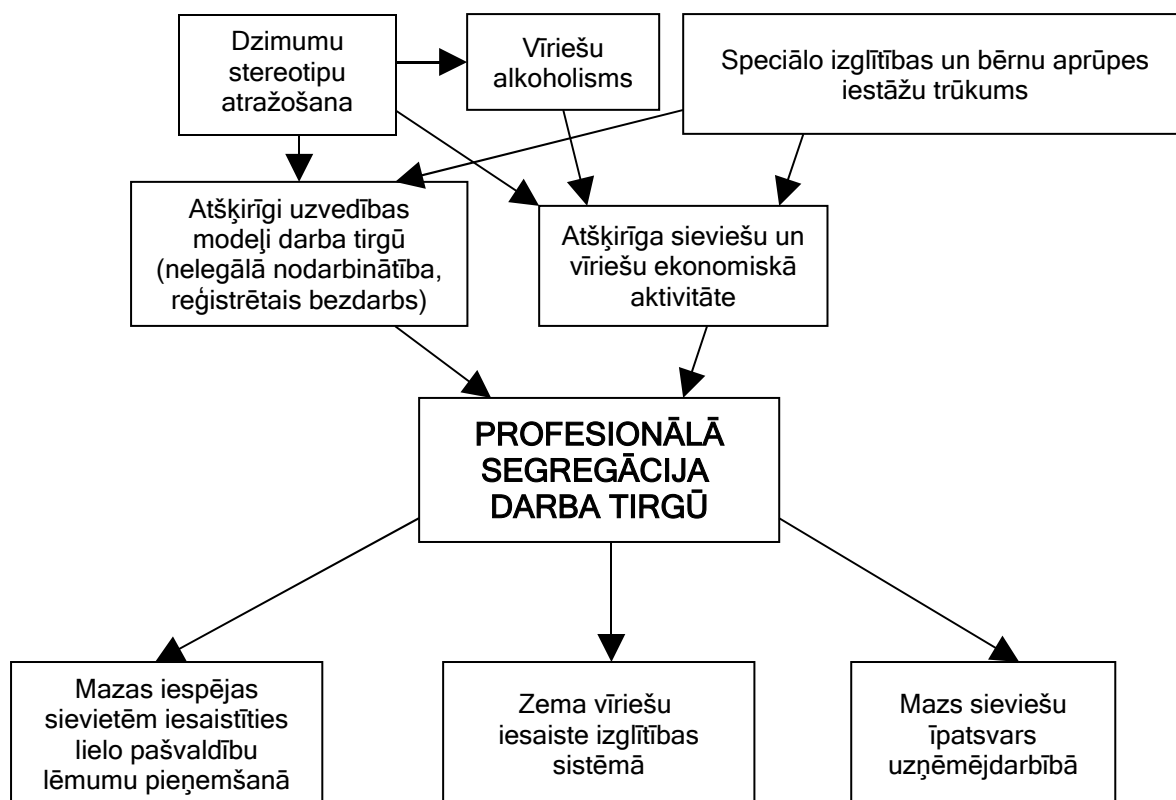 Dzimumu
stereotipu
atražošana
Vīriešu
alkoholisms
Speciālo izglītības un bērnu aprūpes
iestāžu trūkums
Atšķirīgi uzvedības
modeļi darba tirgū
(nelegālā nodarbinātība,
reģistrētais bezdarbs)
Atšķirīga sieviešu un
vīriešu ekonomiskā
aktivitāte
PROFESIONĀLĀ
SEGREGĀCIJA
DARBA TIRGŪ
Mazas iespējas
sievietēm iesaistīties
lielo pašvaldību
lēmumu pieņemšanā
Zema vīriešu
iesaiste izglītības
sistēmā
Mazs sieviešu
īpatsvars
uzņēmējdarbībā